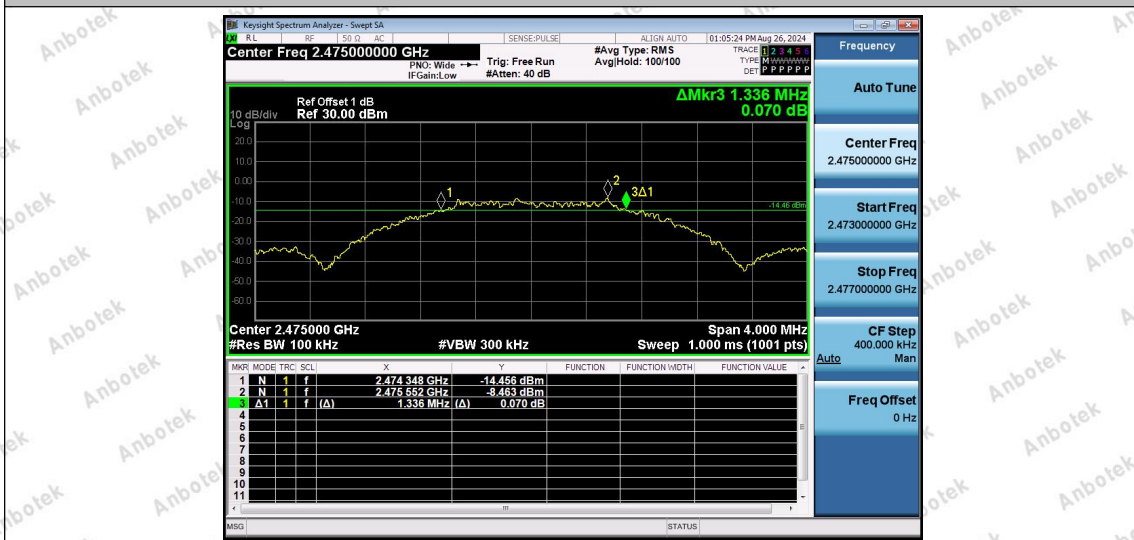 Keysight Spectrum Analyzer - Swept SA
RL RF 50 Ω AC SENSE:PULSE ALIGN AUTO 01:05:24 PM Aug 26, 2024
Center Freq 2.475000000 GHz
PNO: Wide
IFGain:Low
Trig: Free Run
#Atten: 40 dB
#Avg Type: RMS
Avg|Hold: 100/100
TRACE 1 2 3 4 5 6
TYPE M WWWWW
DET P P P P P P
Ref Offset 1 dB
Ref 30.00 dBm
ΔMkr3 1.336 MHz
0.070 dB
10 dB/div
Log
20.0
10.0
0.00
-10.0
-20.0
-30.0
-40.0
-50.0
-60.0
1
2
3Δ1
-14.46 dBm
Center 2.475000 GHz Span 4.000 MHz
#Res BW 100 kHz #VBW 300 kHz Sweep 1.000 ms (1001 pts)
MKR MODE TRC SCL X Y FUNCTION FUNCTION WIDTH FUNCTION VALUE
1 N 1 f 2.474 348 GHz -14.456 dBm
2 N 1 f 2.475 552 GHz -8.463 dBm
3 Δ1 1 f (Δ) 1.336 MHz (Δ) 0.070 dB
4
5
6
7
8
9
10
11
MSG STATUS
Frequency
Auto Tune
Center Freq
2.475000000 GHz
Start Freq
2.473000000 GHz
Stop Freq
2.477000000 GHz
CF Step
400.000 kHz
Auto Man
Freq Offset
0 Hz
Anbotek